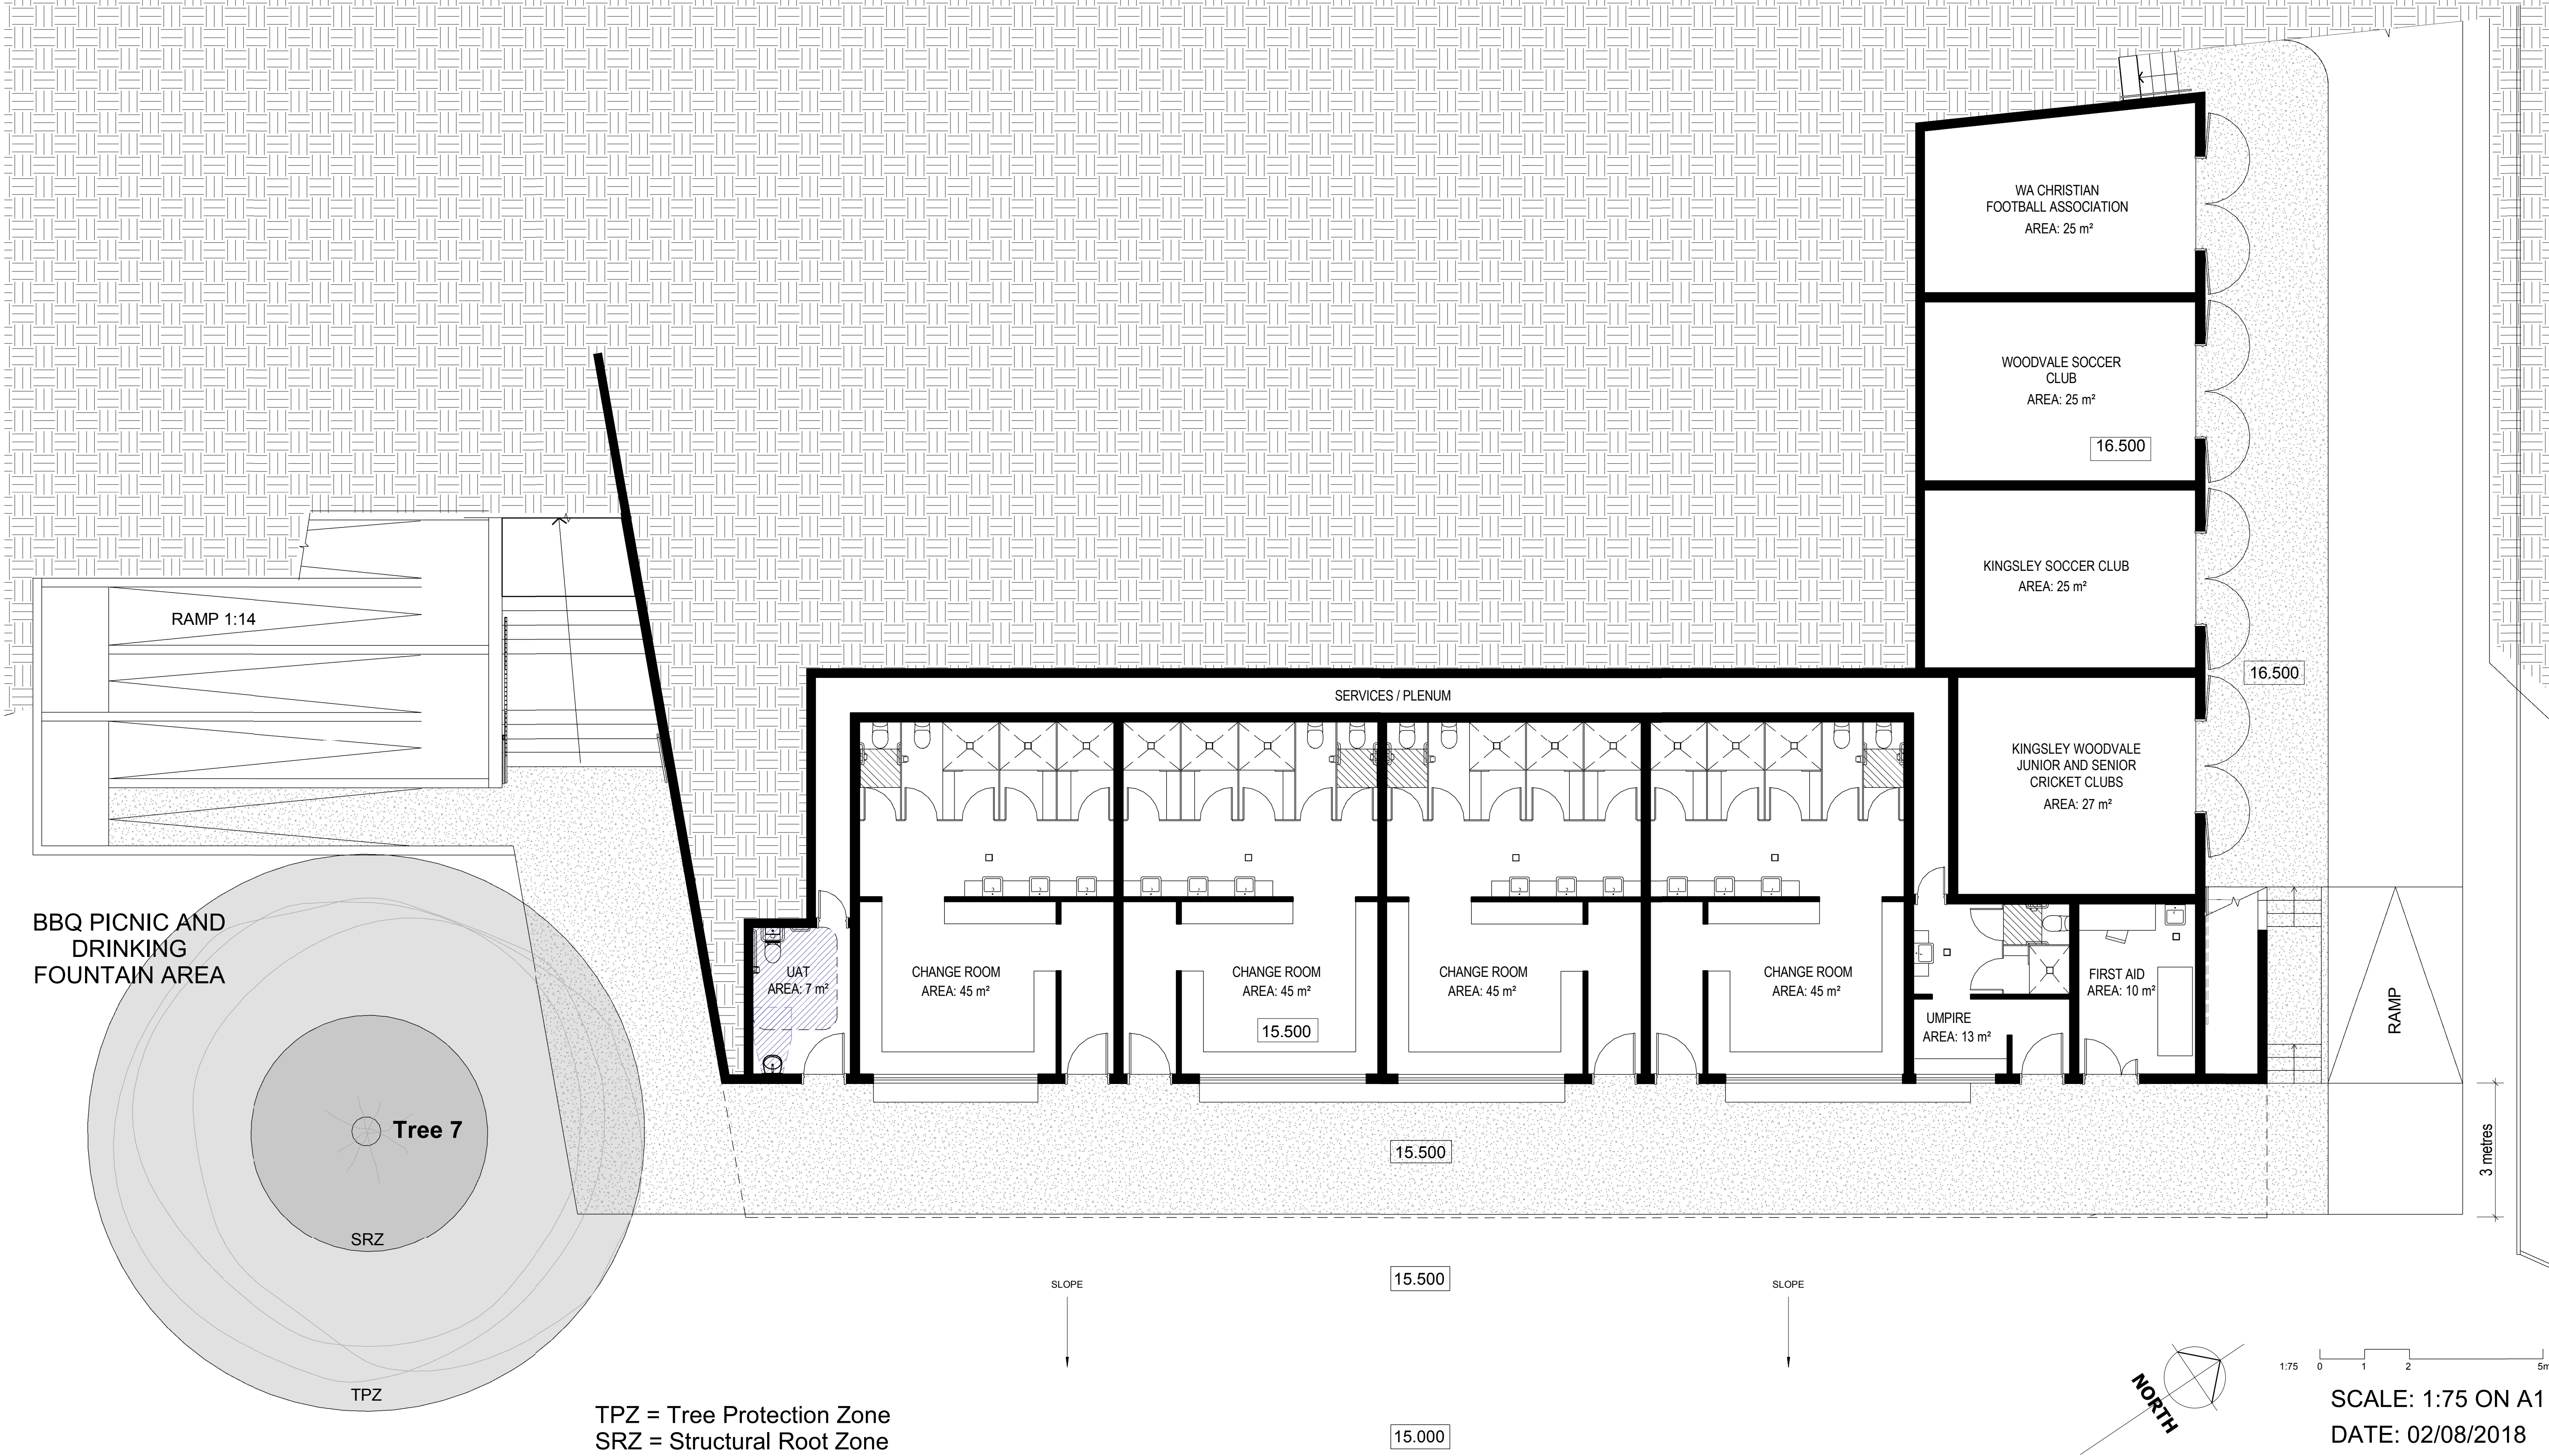 WA CHRISTIAN
FOOTBALL ASSOCIATION
AREA: 25 m²
WOODVALE SOCCER
CLUB
AREA: 25 m²
16.500
KINGSLEY SOCCER CLUB
AREA: 25 m²
RAMP 1:14
16.500
SERVICES / PLENUM
KINGSLEY WOODVALE
JUNIOR AND SENIOR
CRICKET CLUBS
AREA: 27 m²
BBQ PICNIC AND
DRINKING
FOUNTAIN AREA
UAT
AREA: 7 m²
CHANGE ROOM
AREA: 45 m²
CHANGE ROOM
AREA: 45 m²
15.500
CHANGE ROOM
AREA: 45 m²
CHANGE ROOM
AREA: 45 m²
UMPIRE
AREA: 13 m²
FIRST AID
AREA: 10 m²
RAMP
Tree 7
15.500
3 metres
SRZ
SLOPE
15.500
SLOPE
TPZ
TPZ = Tree Protection Zone
SRZ = Structural Root Zone
15.000
NORTH
1:75 0 1 2 5m
SCALE: 1:75 ON A1
DATE: 02/08/2018